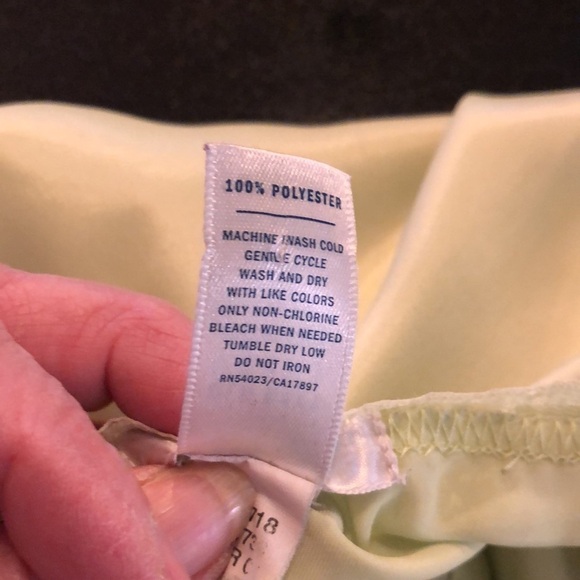 100% POLYESTER
MACHINE WASH COLD
GENTLE CYCLE
WASH AND DRY
WITH LIKE COLORS
ONLY NON-CHLORINE
BLEACH WHEN NEEDED
TUMBLE DRY LOW
DO NOT IRON
RN54023/CA17897
718